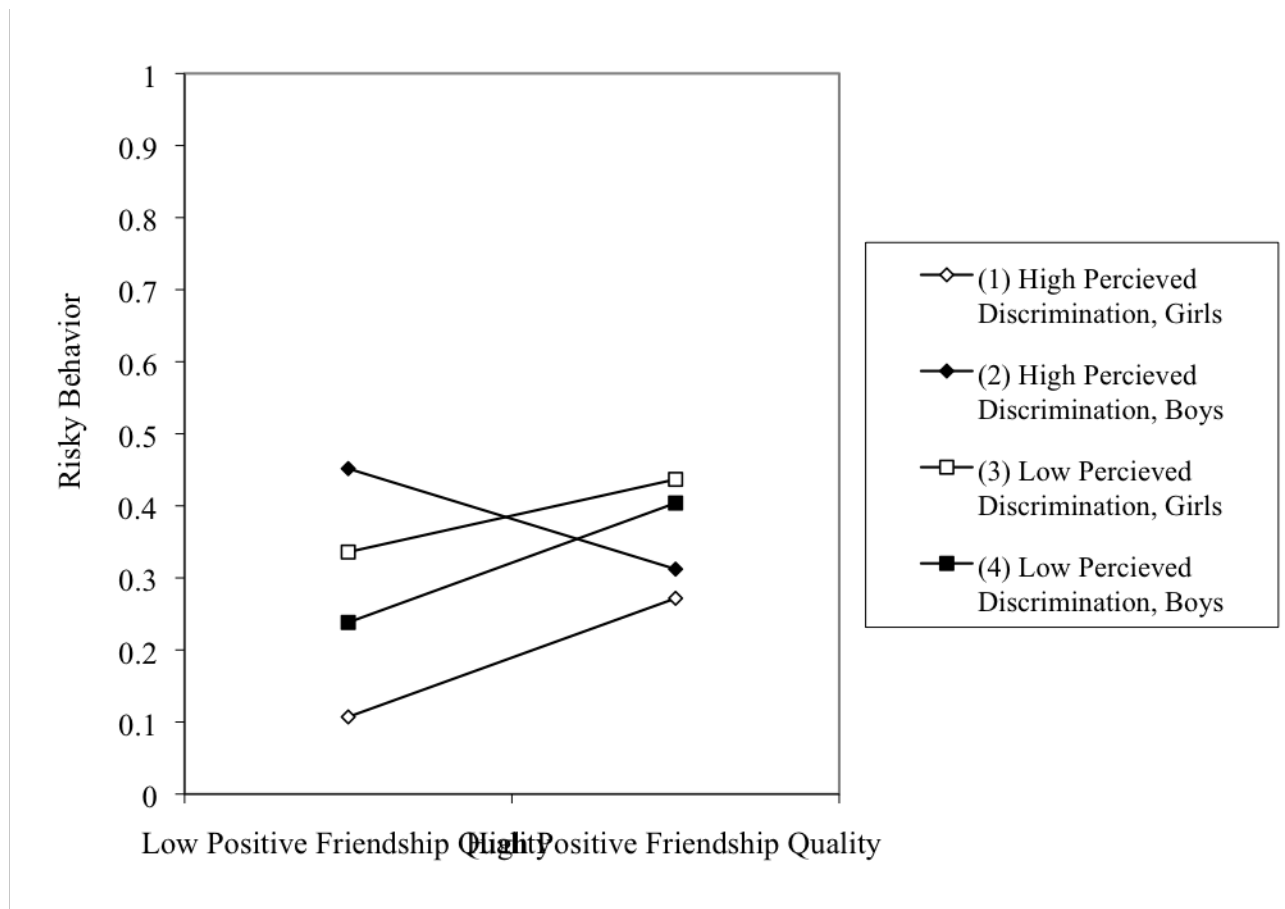 1
0.9
0.8
0.7
0.6
0.5
0.4
0.3
0.2
0.1
0
Risky Behavior
Low Positive Friendship Quality
High Positive Friendship Quality
(1) High Percieved
Discrimination, Girls
(2) High Percieved
Discrimination, Boys
(3) Low Percieved
Discrimination, Girls
(4) Low Percieved
Discrimination, Boys